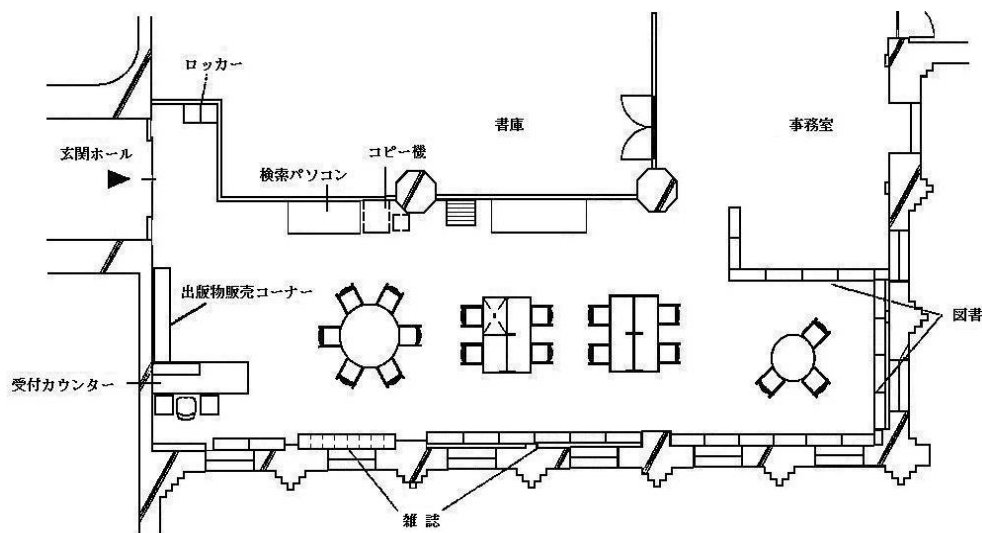 ロッカー
書庫
事務室
玄関ホール
コピー機
検索パソコン
出版物販売コーナー
図書
受付カウンター
雑 誌